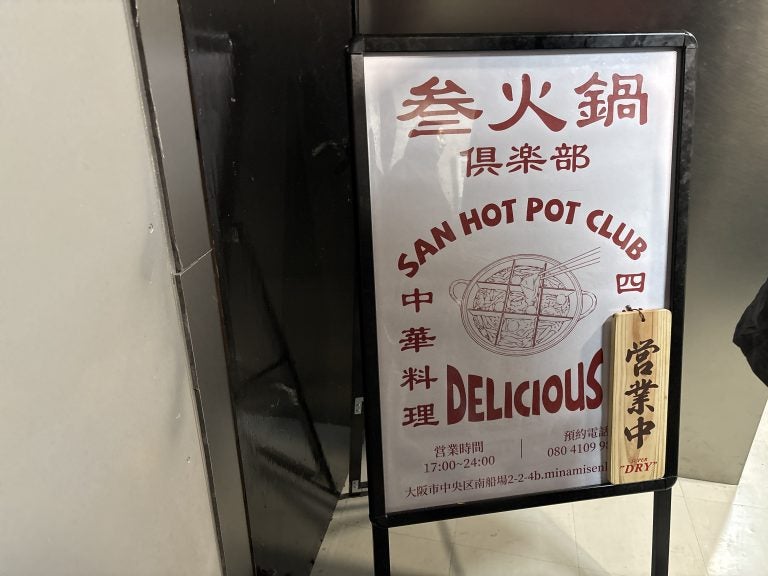 叁火鍋
倶楽部
SAN HOT POT CLUB
中華料理
四
DELICIOUS
営業時間
17:00~24:00
預約電話
080 4109
大阪市中央区南船場2-2-4b.minamisen
営業中
SUPER
"DRY"